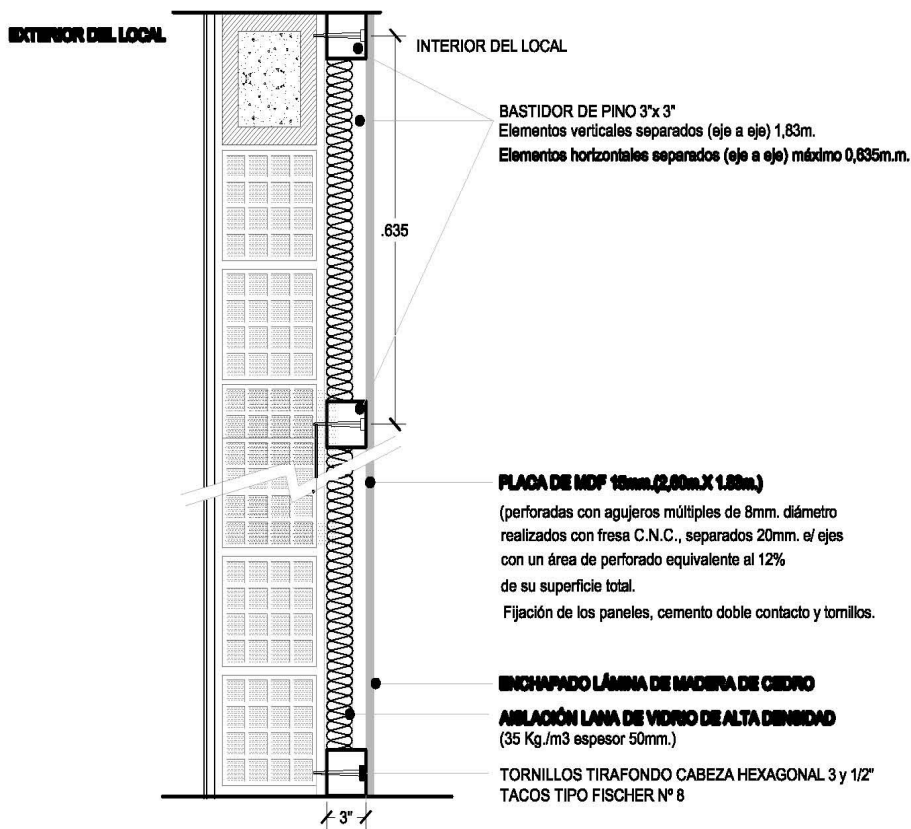 EXTERIOR DEL LOCAL
INTERIOR DEL LOCAL
BASTIDOR DE PINO 3"x 3"
Elementos verticales separados (eje a eje) 1,83m.
Elementos horizontales separados (eje a eje) máximo 0,635m.m.
.635
PLACA DE MDF 15mm.(2,60m.X 1.83m.)
(perforadas con agujeros múltiples de 8mm. diámetro
realizados con fresa C.N.C., separados 20mm. e/ ejes
con un área de perforado equivalente al 12%
de su superficie total.
Fijación de los paneles, cemento doble contacto y tornillos.
ENCHAPADO LÁMINA DE MADERA DE CEDRO
AISLACIÓN LANA DE VIDRIO DE ALTA DENSIDAD
(35 Kg./m3 espesor 50mm.)
TORNILLOS TIRAFONDO CABEZA HEXAGONAL 3 y 1/2"
TACOS TIPO FISCHER Nº 8
3"